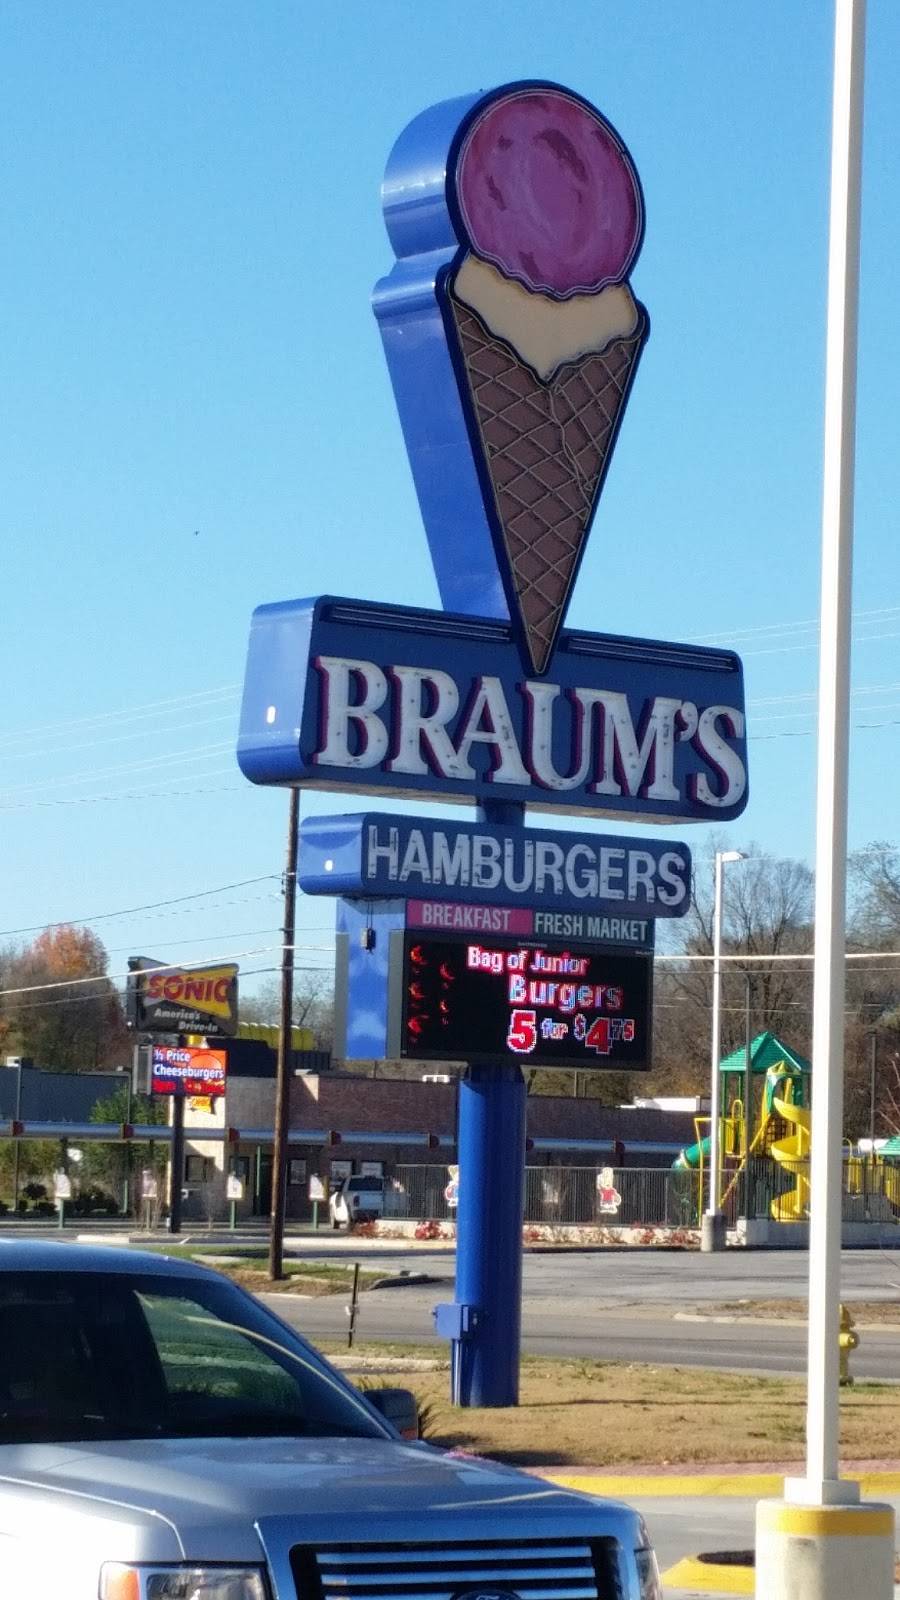 BRAUM'S
HAMBURGERS
BREAKFAST FRESH MARKET
Bag of Junior
Burgers
5 for $4.75
SONIC
America's
Drive-In
½ Price
Cheeseburgers